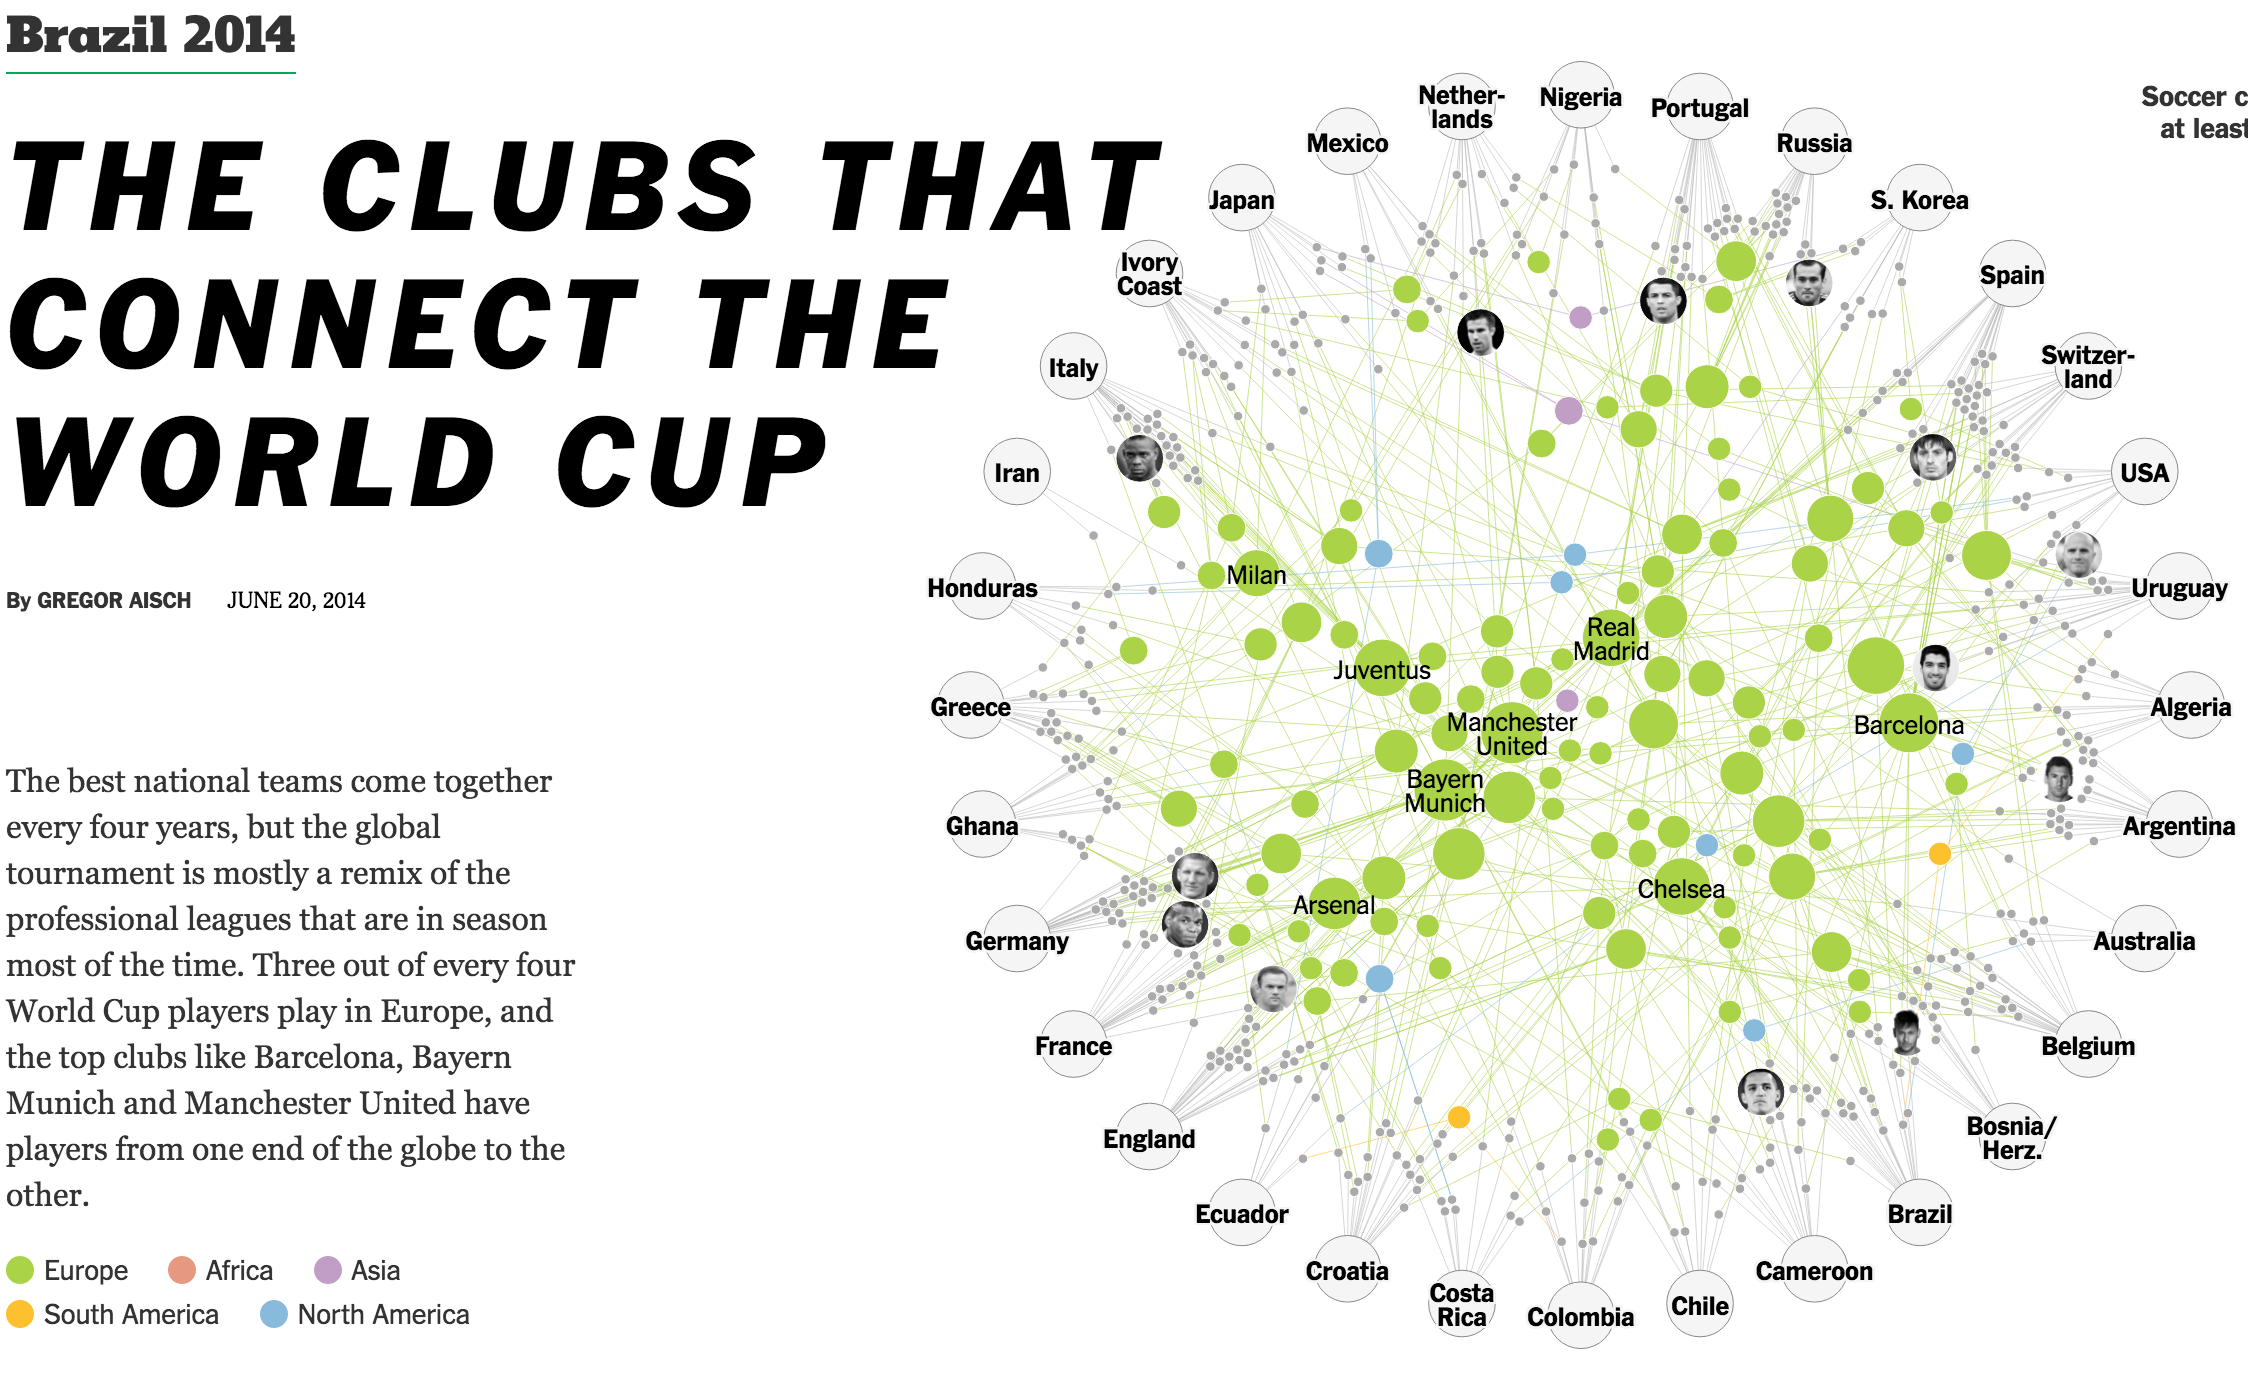 Brazil 2014
THE CLUBS THAT
CONNECT THE
WORLD CUP
By GREGOR AISCH JUNE 20, 2014
The best national teams come together
every four years, but the global
tournament is mostly a remix of the
professional leagues that are in season
most of the time. Three out of every four
World Cup players play in Europe, and
the top clubs like Barcelona, Bayern
Munich and Manchester United have
players from one end of the globe to the
other.
Europe Africa Asia
South America North America
Soccer c
at least
Nether-
lands
Nigeria
Portugal
Russia
S. Korea
Spain
Switzer-
land
USA
Uruguay
Algeria
Argentina
Australia
Belgium
Bosnia/
Herz.
Brazil
Cameroon
Chile
Colombia
Costa
Rica
Croatia
Ecuador
England
France
Germany
Ghana
Greece
Honduras
Iran
Italy
Ivory
Coast
Japan
Mexico
Milan
Juventus
Real
Madrid
Manchester
United
Bayern
Munich
Barcelona
Arsenal
Chelsea